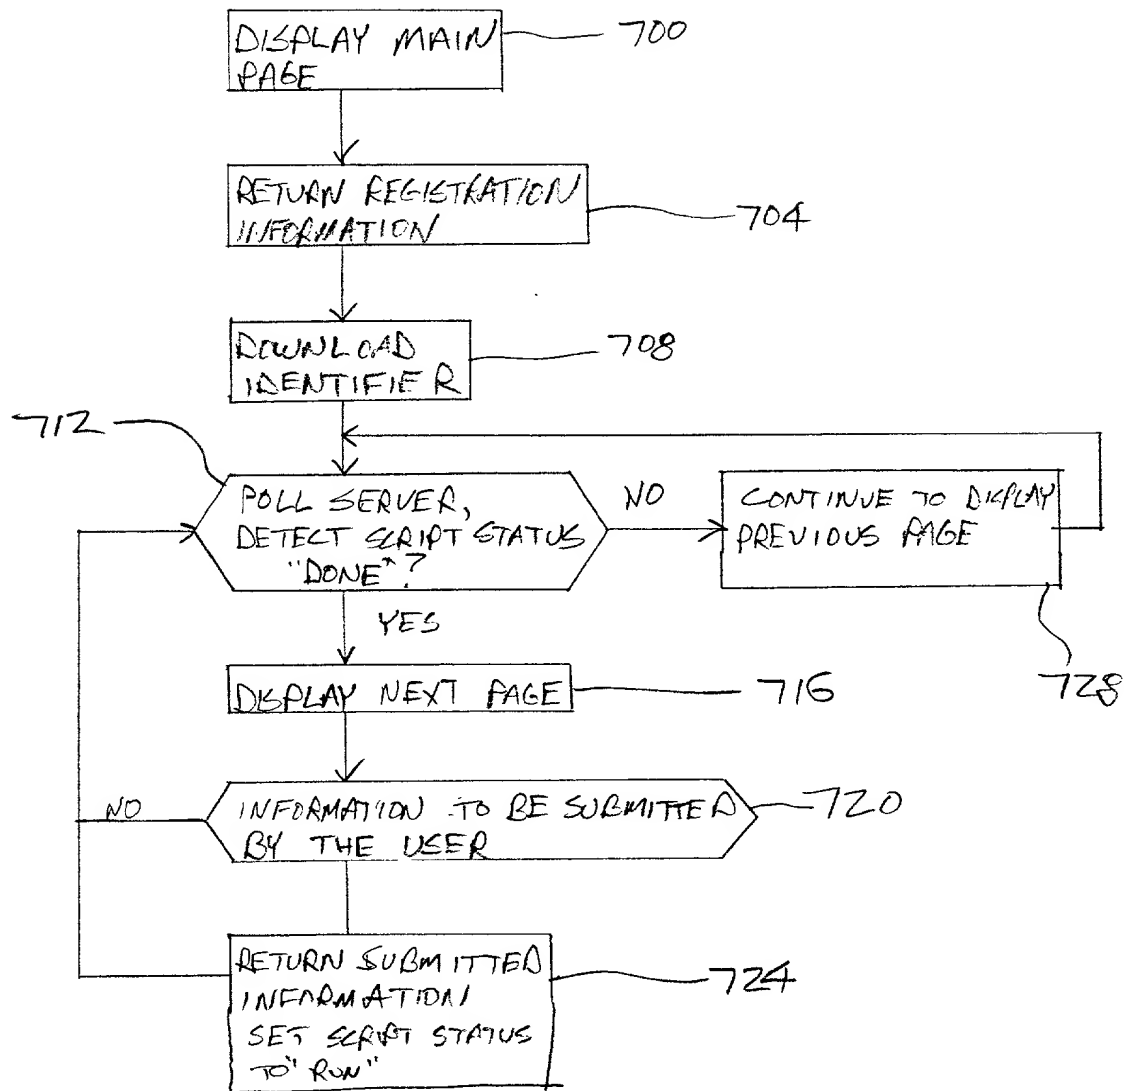 DISPLAY MAIN
PAGE
700
RETURN REGISTRATION
INFORMATION
704
DOWNLOAD
IDENTIFIER
708
712
POLL SERVER,
DETECT SCRIPT STATUS
"DONE"?
NO
CONTINUE TO DISPLAY
PREVIOUS PAGE
728
YES
DISPLAY NEXT PAGE
716
NO
INFORMATION TO BE SUBMITTED
BY THE USER
720
RETURN SUBMITTED
INFORMATION
SET SCRIPT STATUS
TO "RUN"
724